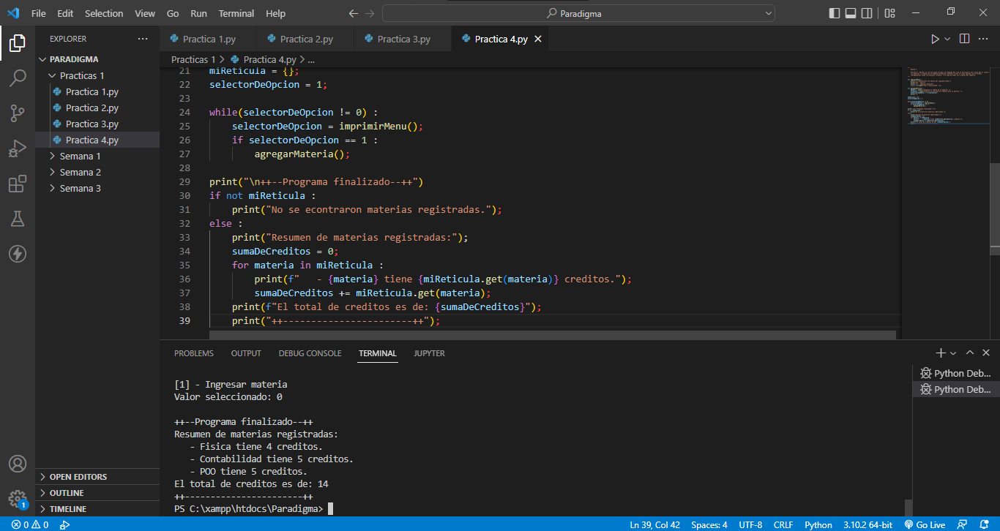 File Edit Selection View Go Run Terminal Help
Paradigma
EXPLORER
PARADIGMA
Practicas 1
Practica 1.py
Practica 2.py
Practica 3.py
Practica 4.py
Semana 1
Semana 2
Semana 3
OPEN EDITORS
OUTLINE
TIMELINE
Practica 1.py Practica 2.py Practica 3.py Practica 4.py
Practicas 1 > Practica 4.py > ...
21 miReticula = {};
22 selectorDeOpcion = 1;
23
24 while(selectorDeOpcion != 0) :
25 selectorDeOpcion = imprimirMenu();
26 if selectorDeOpcion == 1 :
27 agregarMateria();
28
29 print("\n++--Programa finalizado--++")
30 if not miReticula :
31 print("No se econtraron materias registradas.");
32 else :
33 print("Resumen de materias registradas:");
34 sumaDeCreditos = 0;
35 for materia in miReticula :
36 print(f"   - {materia} tiene {miReticula.get(materia)} creditos.");
37 sumaDeCreditos += miReticula.get(materia);
38 print(f"El total de creditos es de: {sumaDeCreditos}");
39 print("++-----------------------++");
PROBLEMS OUTPUT DEBUG CONSOLE TERMINAL JUPYTER
[1] - Ingresar materia
Valor seleccionado: 0
++--Programa finalizado--++
Resumen de materias registradas:
- Fisica tiene 4 creditos.
- Contabilidad tiene 5 creditos.
- POO tiene 5 creditos.
El total de creditos es de: 14
++-----------------------++
PS C:\xampp\htdocs\Paradigma>
Python Deb...
Python Deb...
1
0 0 Ln 39, Col 42 Spaces: 4 UTF-8 CRLF Python 3.10.2 64-bit Go Live